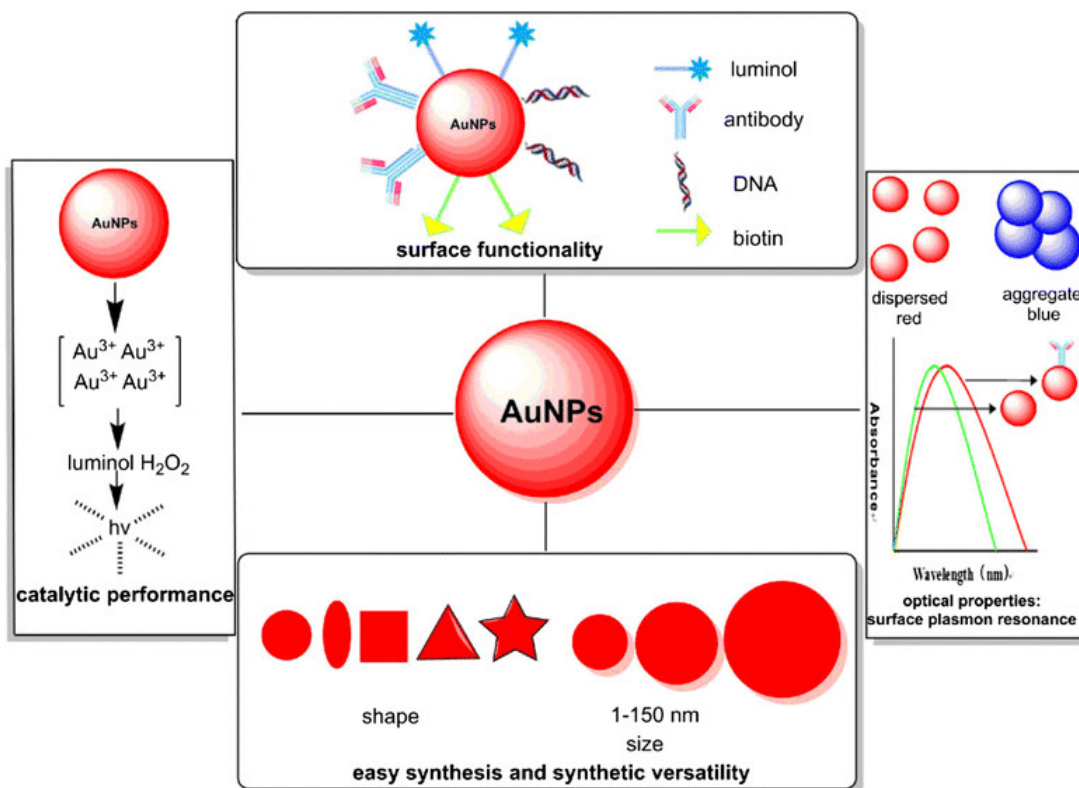 luminol
antibody
DNA
biotin
AuNPs
surface functionality
AuNPs
Au³⁺ Au³⁺
Au³⁺ Au³⁺
luminol H₂O₂
hv
catalytic performance
AuNPs
dispersed
red
aggregate
blue
Absorbance
Wavelength (nm)
optical properties:
surface plasmon resonance
shape
1-150 nm
size
easy synthesis and synthetic versatility